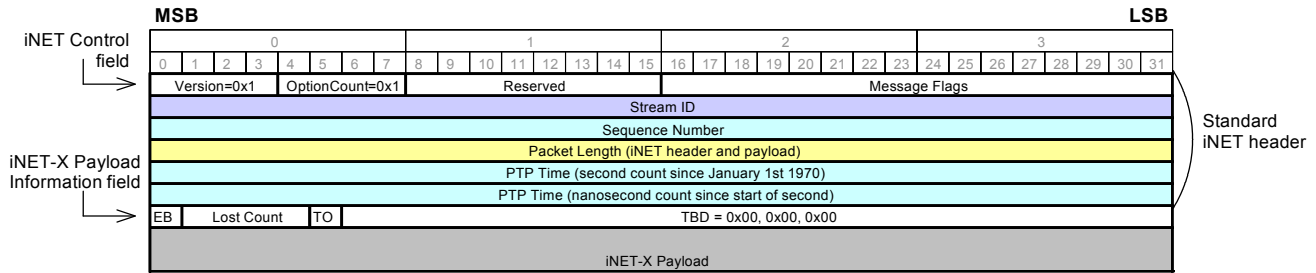 MSB LSB
iNET Control
field
0 1 2 3
0 1 2 3 4 5 6 7 8 9 10 11 12 13 14 15 16 17 18 19 20 21 22 23 24 25 26 27 28 29 30 31
Version=0x1 OptionCount=0x1 Reserved Message Flags
Stream ID
Standard
iNET header
Sequence Number
Packet Length (iNET header and payload)
iNET-X Payload
Information field
PTP Time (second count since January 1st 1970)
PTP Time (nanosecond count since start of second)
EB Lost Count TO TBD = 0x00, 0x00, 0x00
iNET-X Payload